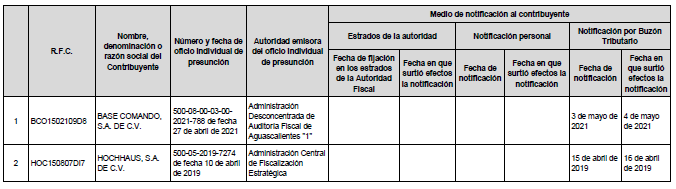 Medio de notificación al contribuyente
R.F.C.
Nombre,
denominación o
razón social del
Contribuyente
Número y fecha de
oficio individual de
presunción
Autoridad emisora
del oficio individual
de presunción
Estrados de la autoridad
Notificación personal
Notificación por Buzón
Tributario
Fecha de fijación
en los estrados
de la Autoridad
Fiscal
Fecha en que
surtió efectos
la notificación
Fecha de
notificación
Fecha en que
surtió efectos la
notificación
Fecha de
notificación
Fecha en
que surtió
efectos la
notificación
1
BCO1502109D8
BASE COMANDO,
S.A. DE C.V.
500-08-00-03-00-
2021-788 de fecha
27 de abril de 2021
Administración
Desconcentrada de
Auditoría Fiscal de
Aguascalientes "1"
3 de mayo de
2021
4 de mayo
de 2021
2
HOC150807DI7
HOCHHAUS, S.A.
DE C.V.
500-05-2019-7274
de fecha 10 de abril
de 2019
Administración Central
de Fiscalización
Estratégica
15 de abril de
2019
16 de abril
de 2019